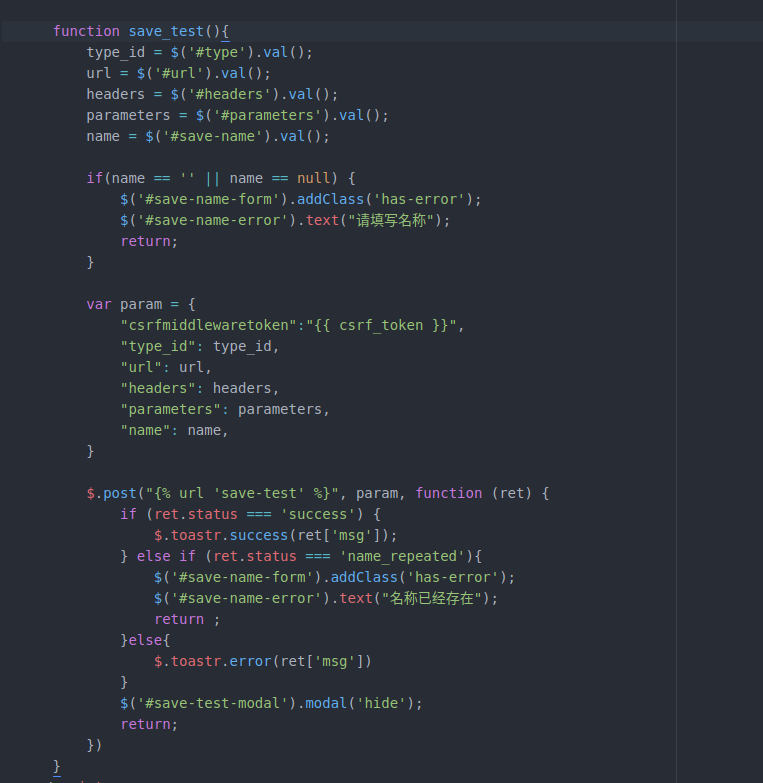 function save_test(){
    type_id = $('#type').val();
    url = $('#url').val();
    headers = $('#headers').val();
    parameters = $('#parameters').val();
    name = $('#save-name').val();

    if(name == '' || name == null) {
        $('#save-name-form').addClass('has-error');
        $('#save-name-error').text("请填写名称");
        return;
    }

    var param = {
        "csrfmiddlewaretoken":"{{ csrf_token }}",
        "type_id": type_id,
        "url": url,
        "headers": headers,
        "parameters": parameters,
        "name": name,
    }

    $.post("{% url 'save-test' %}", param, function (ret) {
        if (ret.status === 'success') {
            $.toastr.success(ret['msg']);
        } else if (ret.status === 'name_repeated'){
            $('#save-name-form').addClass('has-error');
            $('#save-name-error').text("名称已经存在");
            return ;
        }else{
            $.toastr.error(ret['msg'])
        }
        $('#save-test-modal').modal('hide');
        return;
    })
}